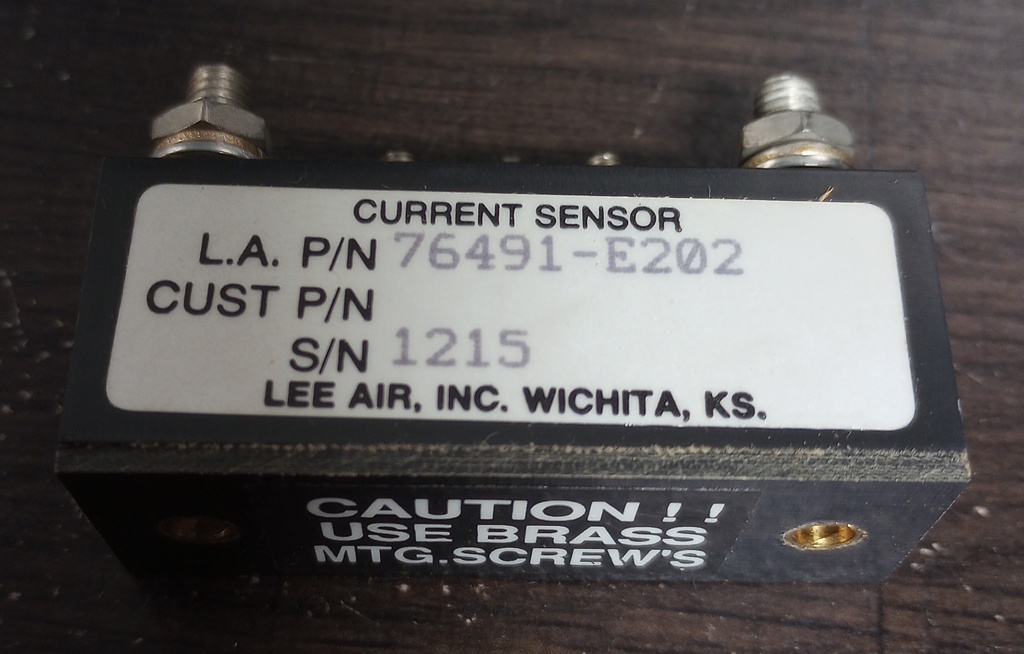 CURRENT SENSOR
L.A. P/N 76491-E202
CUST P/N
S/N 1215
LEE AIR, INC. WICHITA, KS.
CAUTION !!
USE BRASS
MTG.SCREW'S